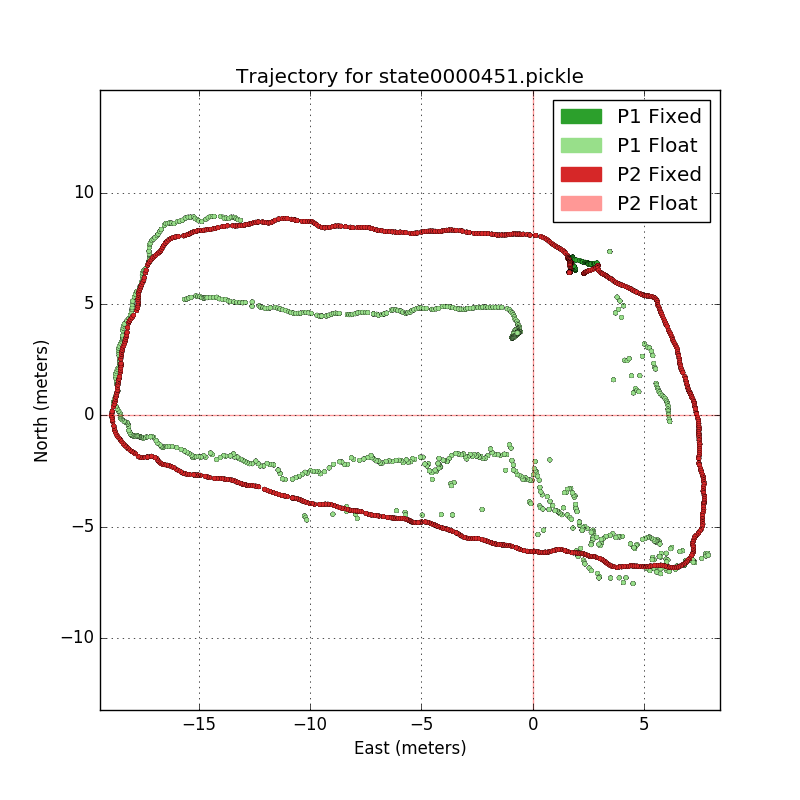 Trajectory for state0000451.pickle
P1 Fixed
P1 Float
P2 Fixed
P2 Float
10
5
0
−5
−10
North (meters)
−15
−10
−5
0
5
East (meters)